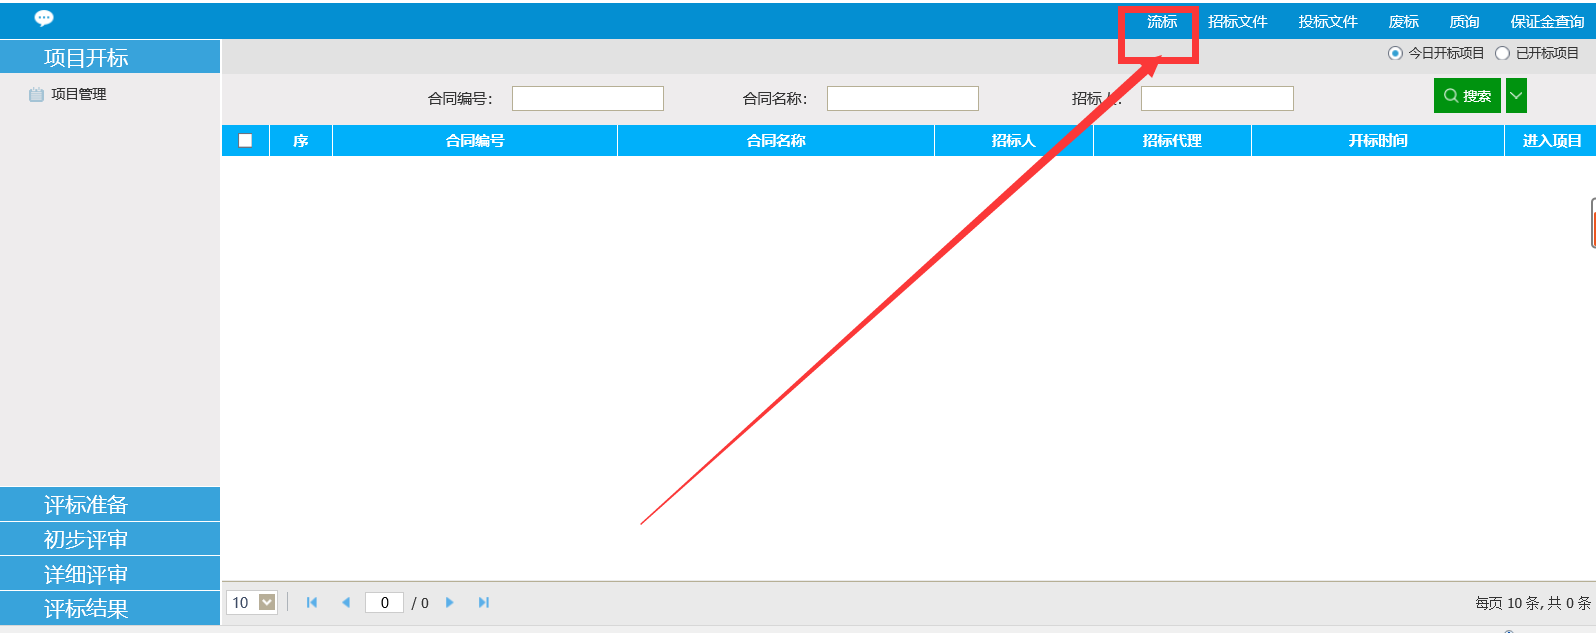 流标 招标文件 投标文件 废标 质询 保证金查询
项目开标
今日开标项目 已开标项目
项目管理
合同编号： 合同名称： 招标人： 搜索
序 合同编号 合同名称 招标人 招标代理 开标时间 进入项目
评标准备
初步评审
详细评审
评标结果
10 0 / 0 每页 10 条, 共 0 条